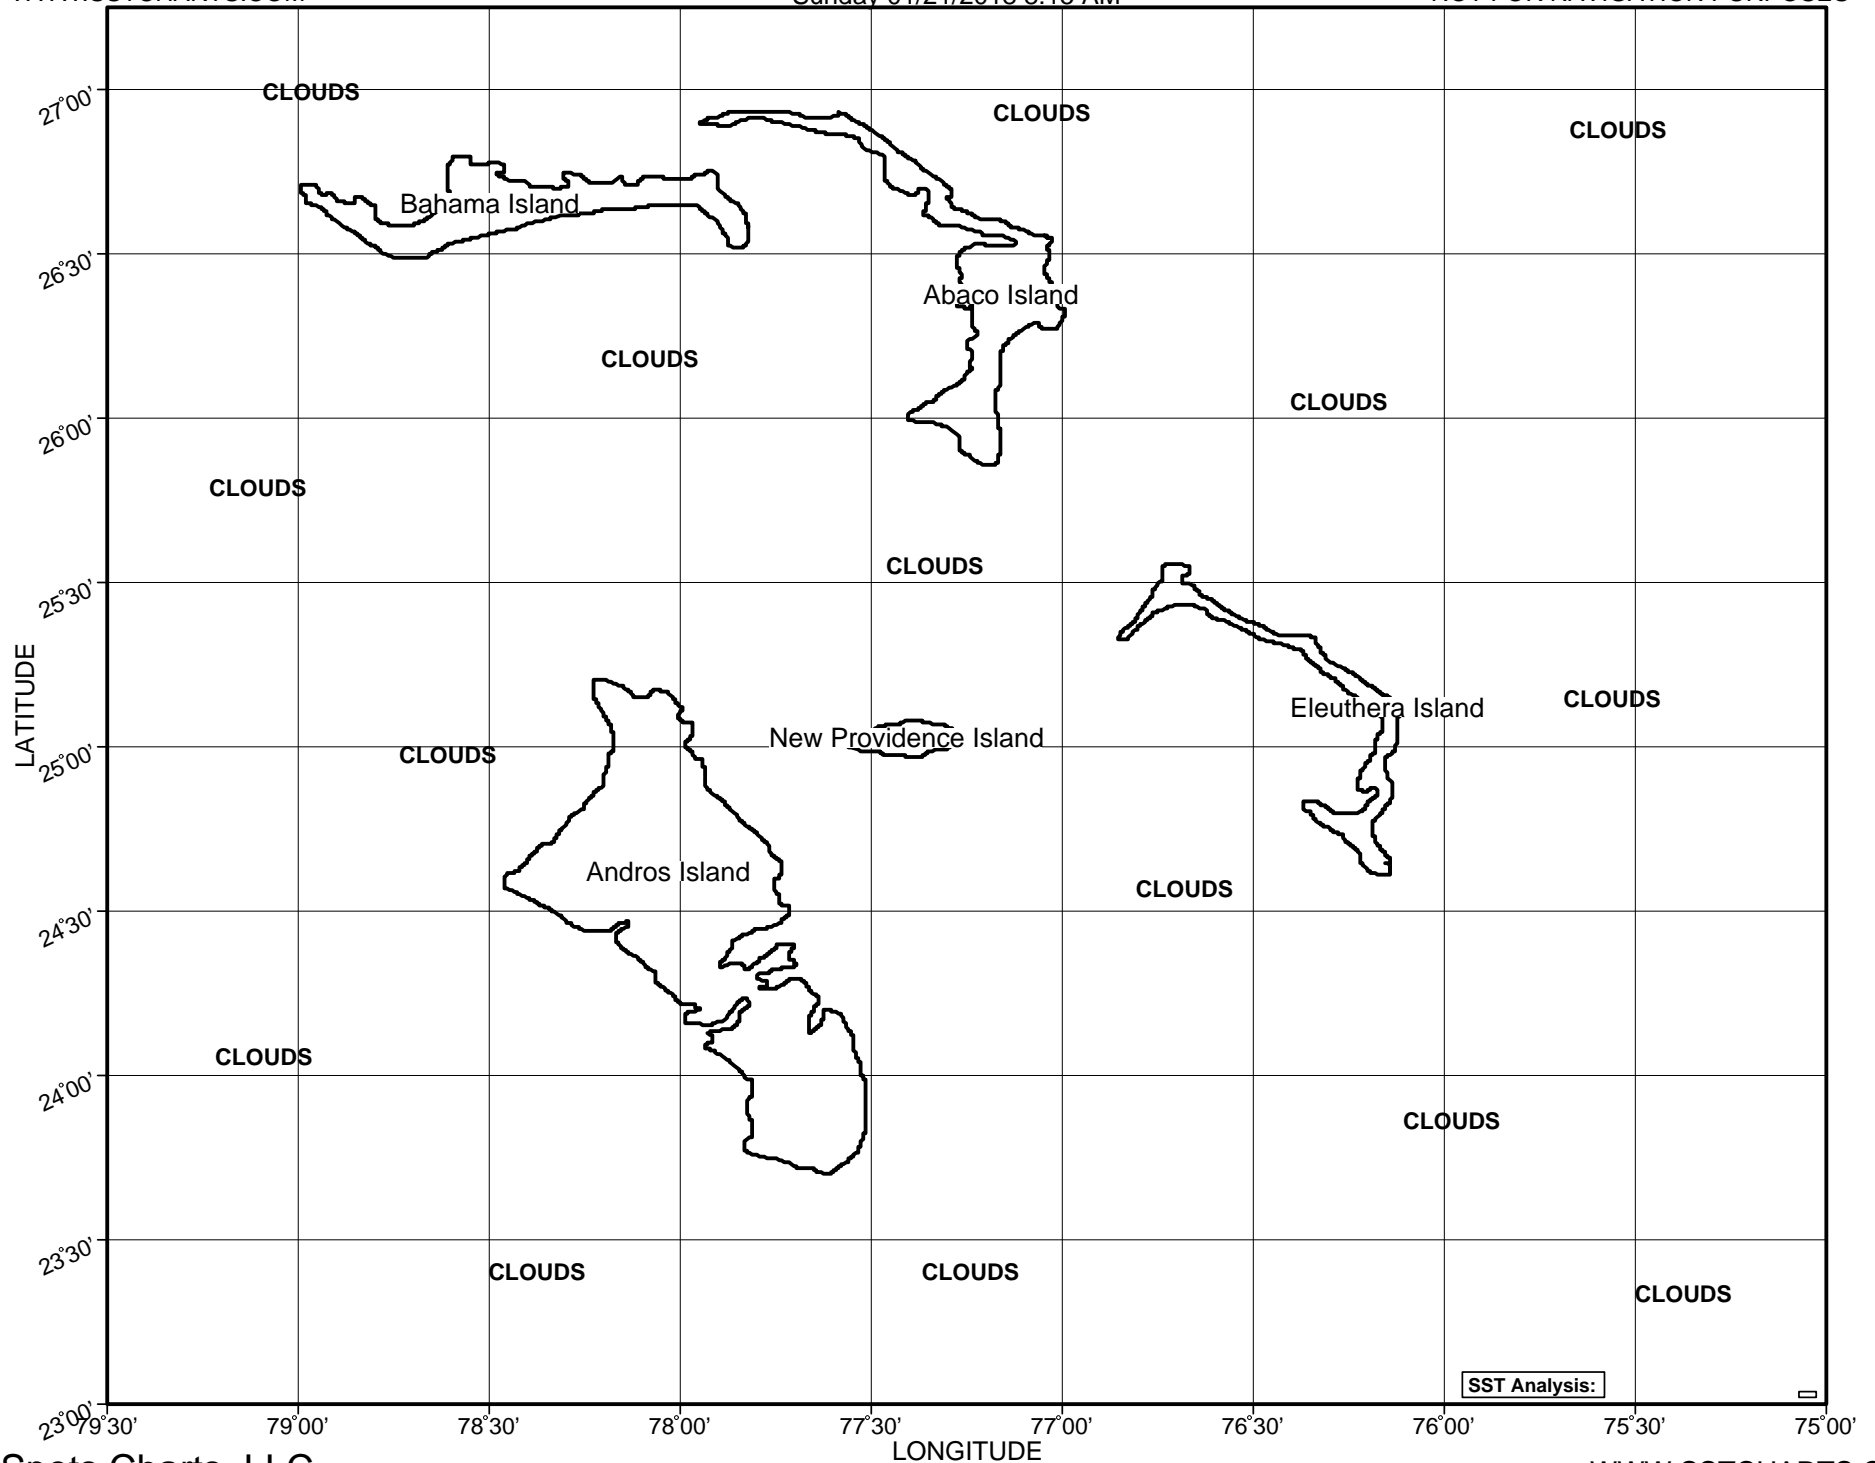 Sunday
CLOUDS
27°00'
CLOUDS
CLOUDS
Bahama Island
26°30'
Abaco Island
CLOUDS
CLOUDS
26°00'
CLOUDS
CLOUDS
25°30'
LATITUDE
CLOUDS
Eleuthera Island
New Providence Island
CLOUDS
25°00'
Andros Island
CLOUDS
24°30'
CLOUDS
24°00'
CLOUDS
23°30'
CLOUDS
CLOUDS
CLOUDS
SST Analysis:
23°00'
79°30' 79°00' 78°30' 78°00' 77°30' 77°00' 76°30' 76°00' 75°30' 75°00'
LONGITUDE